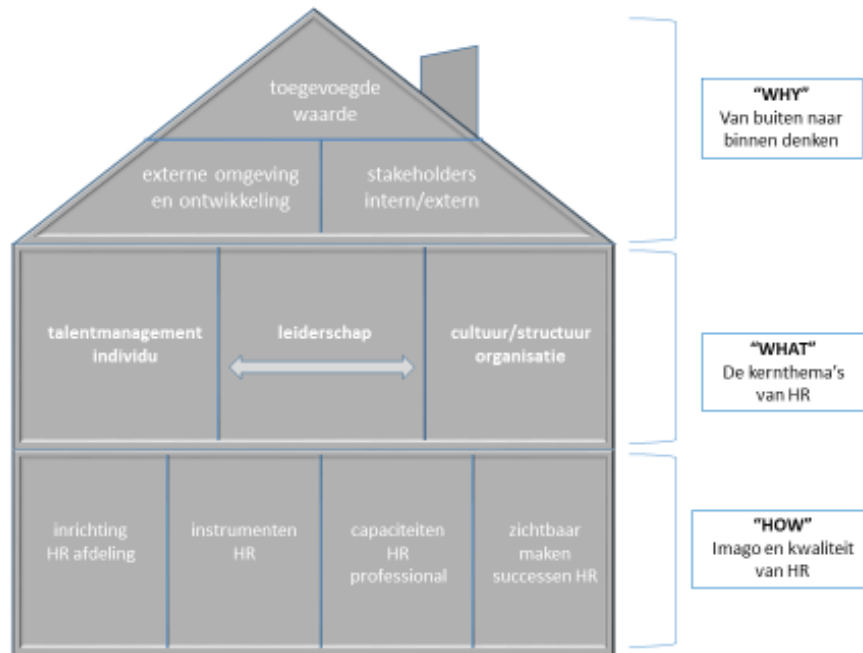 toegevoegde
waarde
externe omgeving
en ontwikkeling
stakeholders
intern/extern
"WHY"
Van buiten naar
binnen denken
talentmanagement
individu
leiderschap
cultuur/structuur
organisatie
"WHAT"
De kernthema's
van HR
inrichting
HR afdeling
instrumenten
HR
capaciteiten
HR
professional
zichtbaar
maken
successen HR
"HOW"
Imago en kwaliteit
van HR